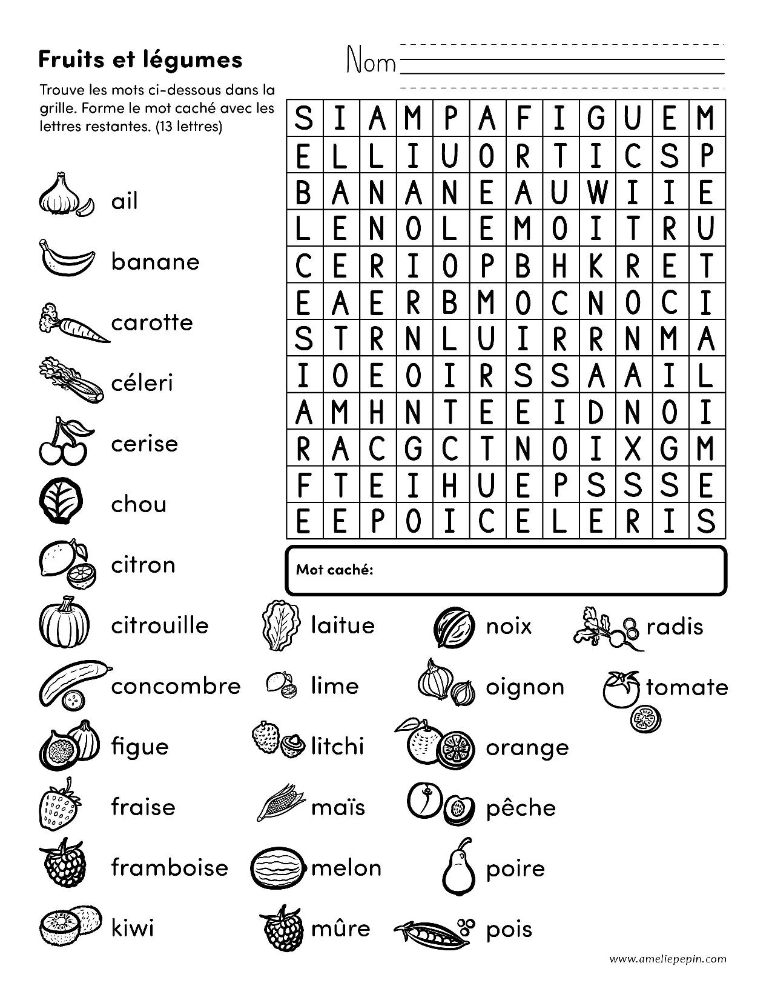 Fruits et légumes
Nom
Trouve les mots ci-dessous dans la
grille. Forme le mot caché avec les
lettres restantes. (13 lettres)
S I A M P A F I G U E M
E L L I U O R T I C S P
B A N A N E A U W I I E
L E N O L E M O I T R U
C E R I O P B H K R E T
E A E R B M O C N O C I
S T R N L U I R R N M A
I O E O I R S S A A I L
A M H N T E E I D N O I
R A C G C T N O I X G M
F T E I H U E P S S S E
E E P O I C E L E R I S
Mot caché:
ail
banane
carotte
céleri
cerise
chou
citron
citrouille
concombre
figue
fraise
framboise
kiwi
laitue
lime
litchi
maïs
melon
mûre
noix
oignon
orange
pêche
poire
pois
radis
tomate
www.ameliepepin.com